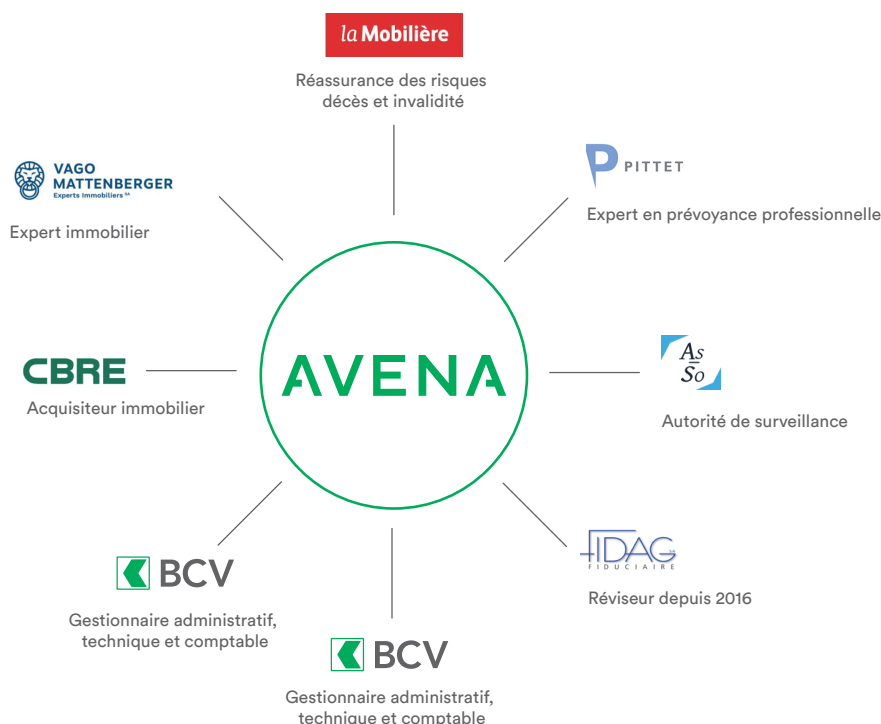 la Mobilière
Réassurance des risques
décès et invalidité
VAGO
MATTENBERGER
Experts Immobiliers SA
Expert immobilier
PITTET
Expert en prévoyance professionnelle
CBRE
Acquisiteur immobilier
AVENA
AS
SO
Autorité de surveillance
BCV
Gestionnaire administratif,
technique et comptable
FIDAG
FIDUCIAIRE
Réviseur depuis 2016
BCV
Gestionnaire administratif,
technique et comptable